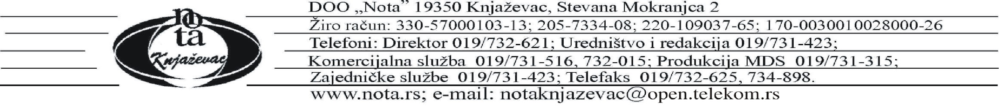 nota
Knjaževac
DOO „Nota” 19350 Knjaževac, Stevana Mokranjca 2
Žiro račun: 330-57000103-13; 205-7334-08; 220-109037-65; 170-0030010028000-26
Telefoni: Direktor 019/732-621; Uredništvo i redakcija 019/731-423;
Komercijalna služba 019/731-516, 732-015; Produkcija MDS 019/731-315;
Zajedničke službe 019/731-423; Telefaks 019/732-625, 734-898.
www.nota.rs; e-mail: notaknjazevac@open.telekom.rs